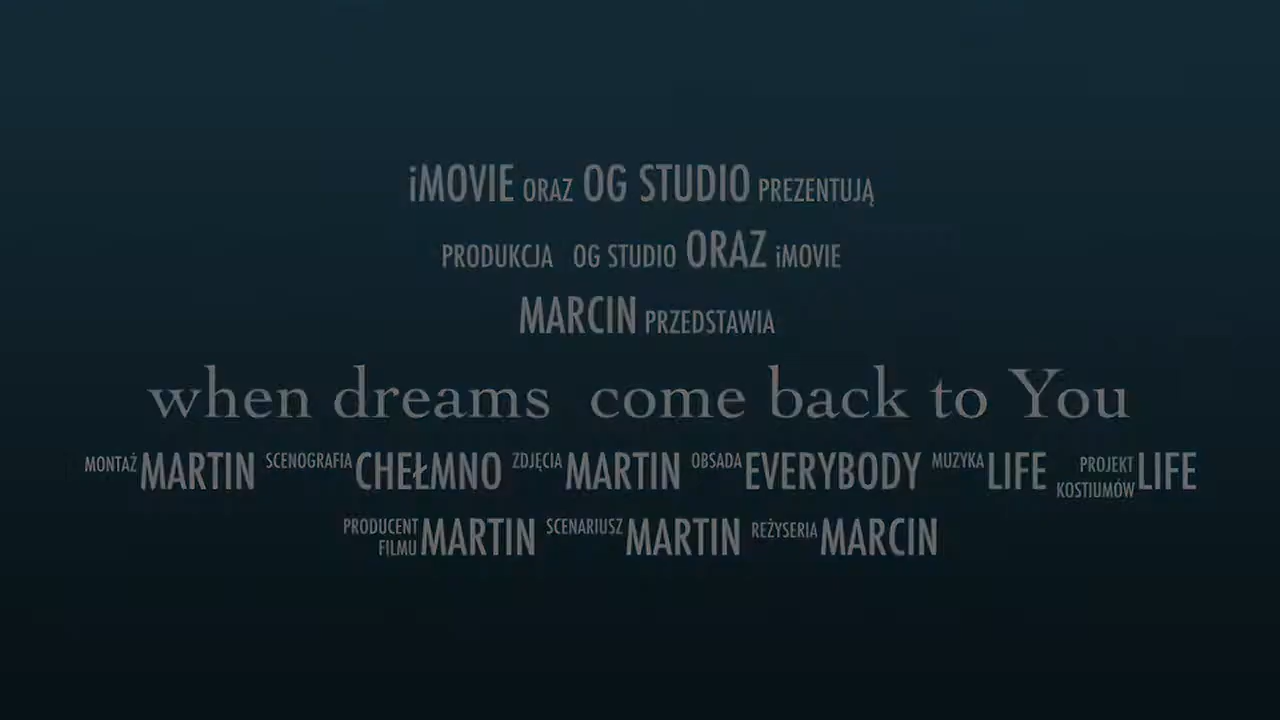 iMOVIE ORAZ OG STUDIO PREZENTUJĄ
PRODUKCJA OG STUDIO ORAZ iMOVIE
MARCIN PRZEDSTAWIA
when dreams come back to You
MONTAŻ MARTIN SCENOGRAFIA CHEŁMNO ZDJĘCIA MARTIN OBSADA EVERYBODY MUZYKA LIFE PROJEKT KOSTIUMÓW LIFE
PRODUCENT FILMU MARTIN SCENARIUSZ MARTIN REŻYSERIA MARCIN